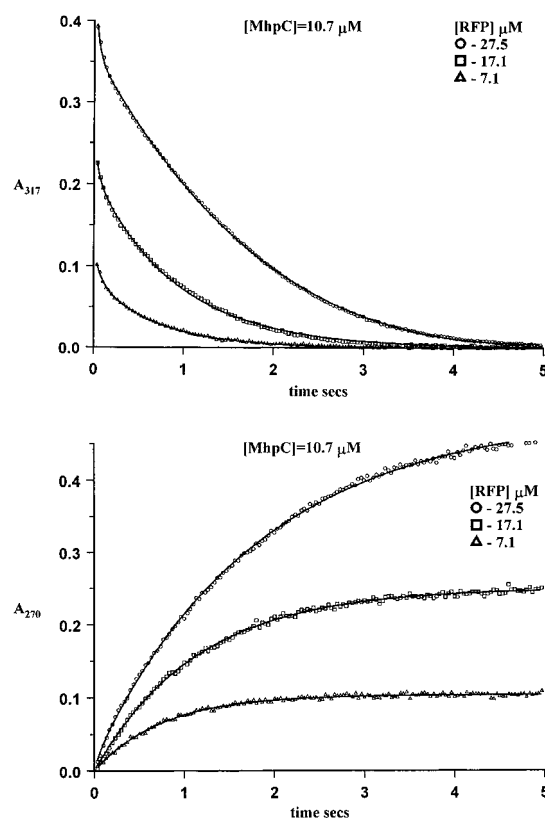 0.4
[MhpC]=10.7 µM
[RFP] µM
○ - 27.5
□ - 17.1
△ - 7.1
0.3
A317
0.2
0.1
0.0
0 1 2 3 4 5
time secs
[MhpC]=10.7 µM
0.4
[RFP] µM
○ - 27.5
□ - 17.1
△ - 7.1
0.3
A270
0.2
0.1
0.0
0 1 2 3 4 5
time secs